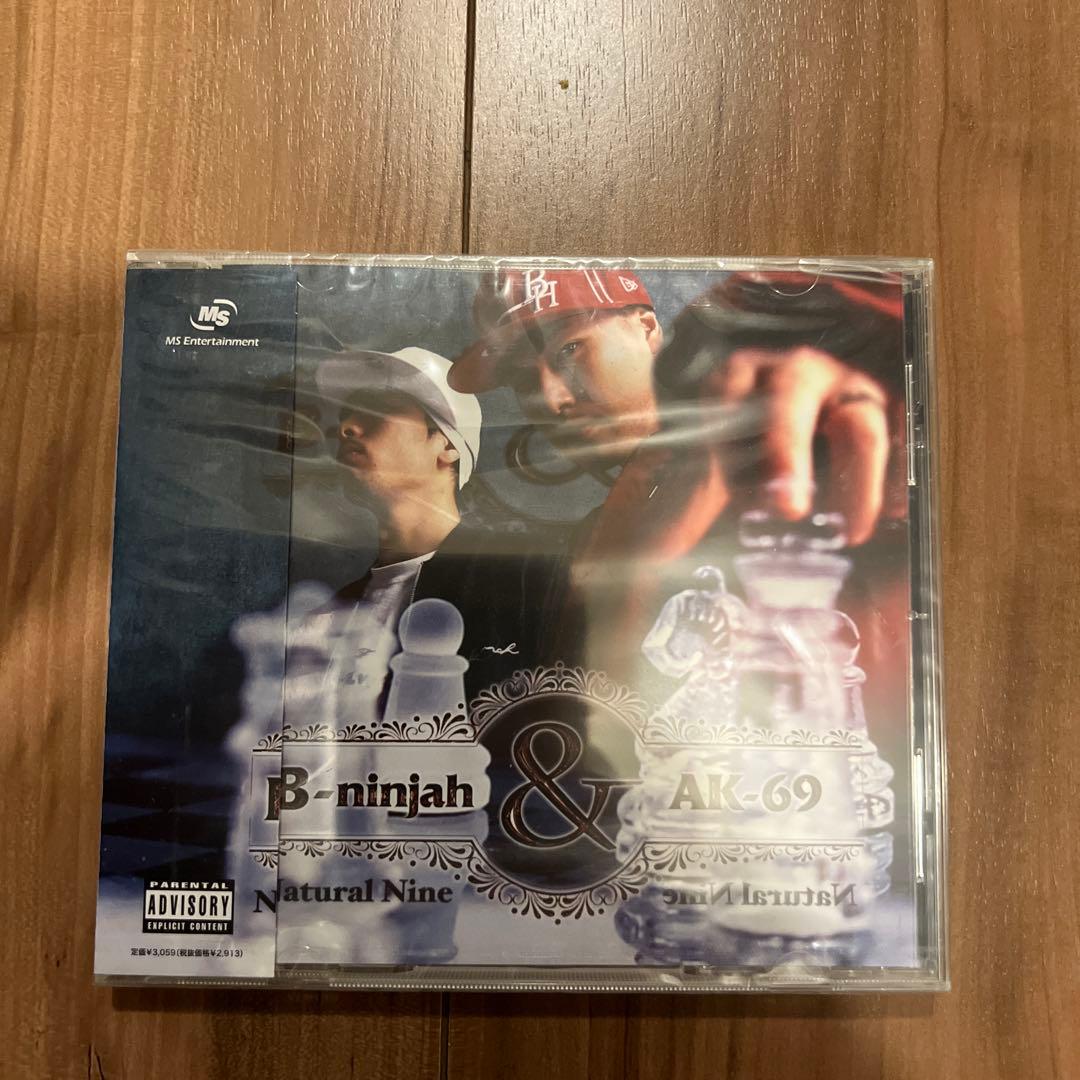 MS
MS Entertainment
BH
B-ninjah
&
AK-69
Natural Nine
Natural Nine
PARENTAL
ADVISORY
EXPLICIT CONTENT
定価¥3,059(税抜価格¥2,913)